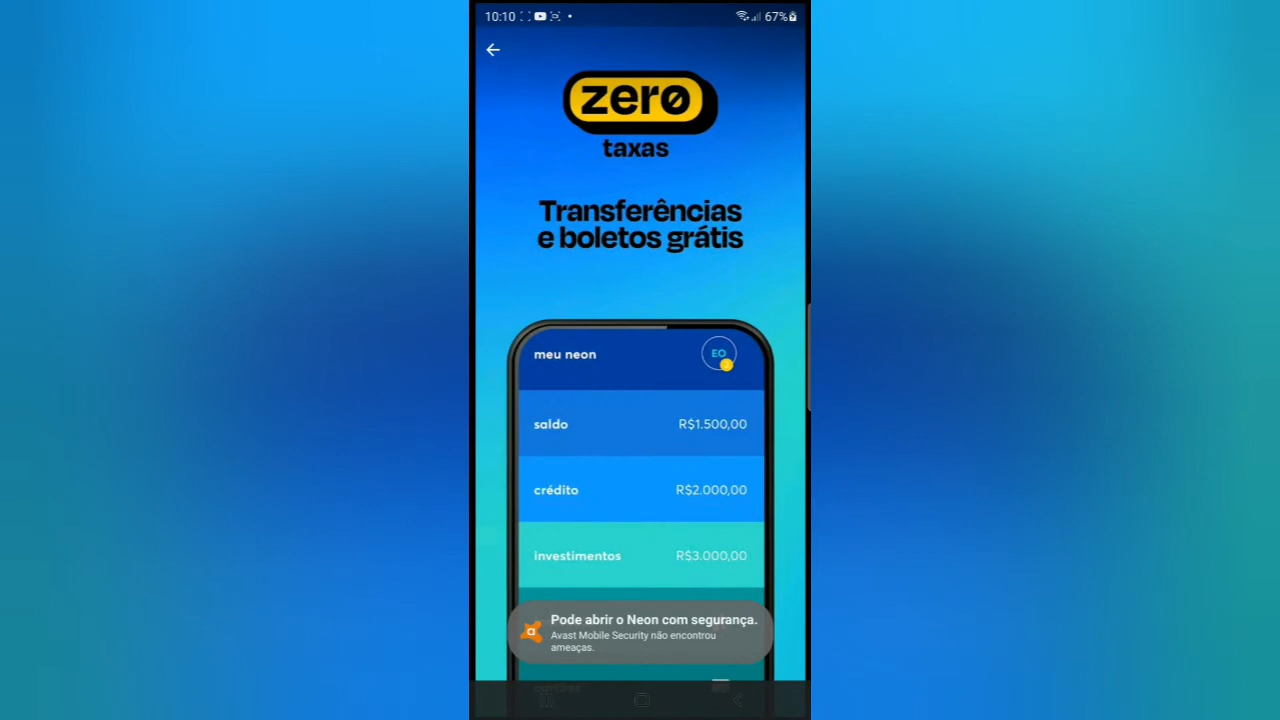 10:10
67%
zerø
taxas
Transferências
e boletos grátis
meu neon
EO
saldo R$1.500,00
crédito R$2.000,00
investimentos R$3.000,00
Pode abrir o Neon com segurança.
Avast Mobile Security não encontrou
ameaças.